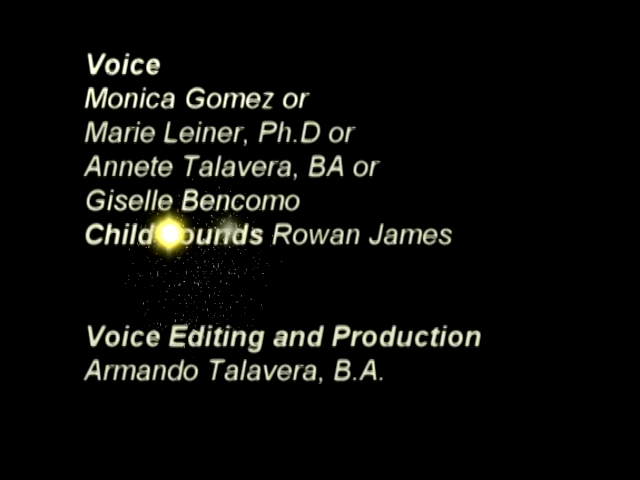 Voice
Monica Gomez or
Marie Leiner, Ph.D or
Annete Talavera, BA or
Giselle Bencomo
Child Sounds Rowan James
Voice Editing and Production
Armando Talavera, B.A.